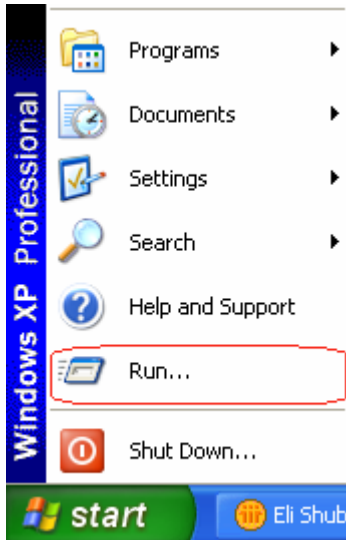 Programs
Documents
Settings
Search
Help and Support
Run...
Shut Down...
Windows XP Professional
start
Eli Shub